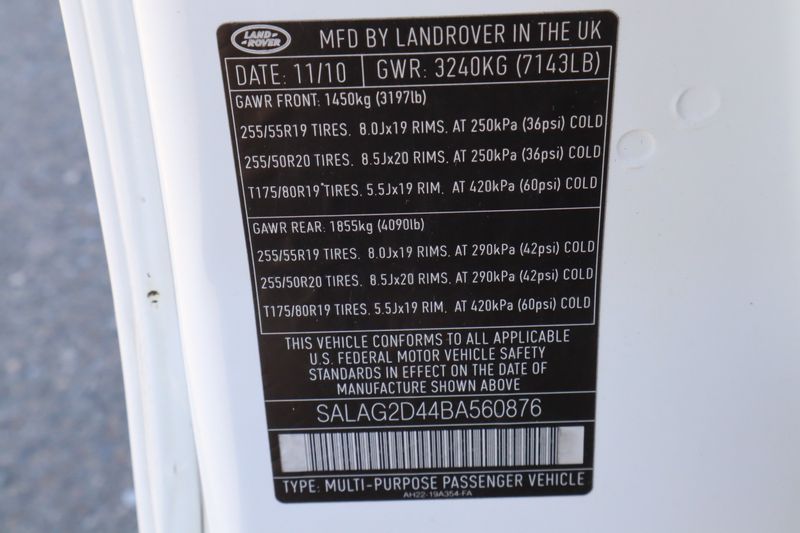 LAND
ROVER
MFD BY LANDROVER IN THE UK
DATE: 11/10 GWR: 3240KG (7143LB)
GAWR FRONT: 1450kg (3197lb)
255/55R19 TIRES. 8.0Jx19 RIMS. AT 250kPa (36psi) COLD
255/50R20 TIRES. 8.5Jx20 RIMS. AT 250kPa (36psi) COLD
T175/80R19 TIRES. 5.5Jx19 RIM. AT 420kPa (60psi) COLD
GAWR REAR: 1855kg (4090lb)
255/55R19 TIRES. 8.0Jx19 RIMS. AT 290kPa (42psi) COLD
255/50R20 TIRES. 8.5Jx20 RIMS. AT 290kPa (42psi) COLD
T175/80R19 TIRES. 5.5Jx19 RIM. AT 420kPa (60psi) COLD
THIS VEHICLE CONFORMS TO ALL APPLICABLE
U.S. FEDERAL MOTOR VEHICLE SAFETY
STANDARDS IN EFFECT ON THE DATE OF
MANUFACTURE SHOWN ABOVE
SALAG2D44BA560876
TYPE: MULTI-PURPOSE PASSENGER VEHICLE
AH22-19A354-FA